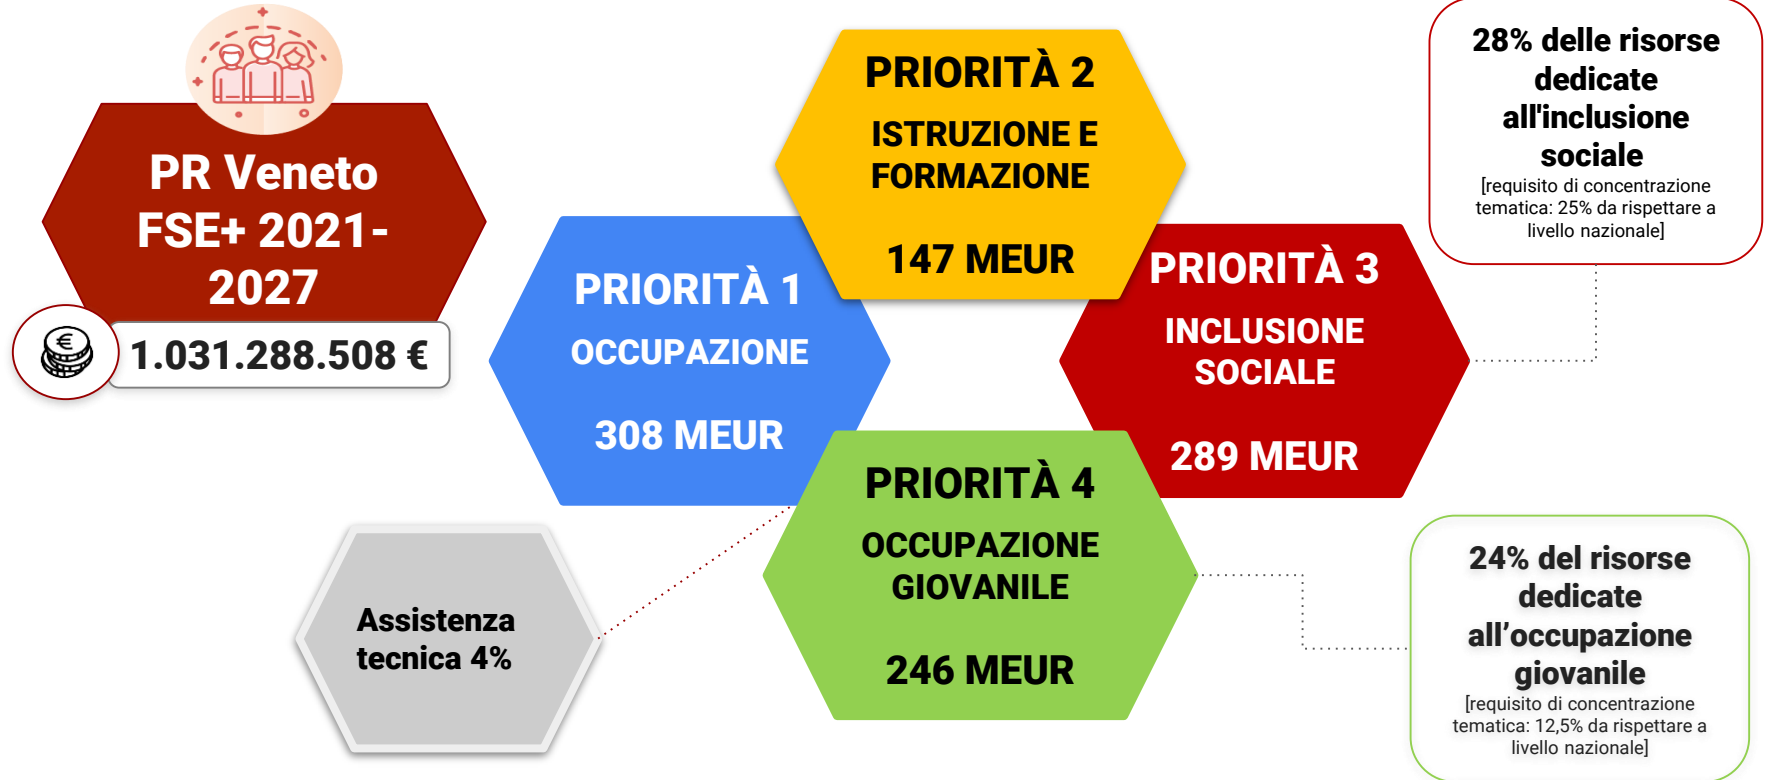 PR Veneto
FSE+ 2021-
2027
1.031.288.508 €
PRIORITÀ 1
OCCUPAZIONE
308 MEUR
PRIORITÀ 2
ISTRUZIONE E
FORMAZIONE
147 MEUR
PRIORITÀ 3
INCLUSIONE
SOCIALE
289 MEUR
PRIORITÀ 4
OCCUPAZIONE
GIOVANILE
246 MEUR
Assistenza
tecnica 4%
28% delle risorse
dedicate
all'inclusione
sociale
[requisito di concentrazione
tematica: 25% da rispettare a
livello nazionale]
24% del risorse
dedicate
all’occupazione
giovanile
[requisito di concentrazione
tematica: 12,5% da rispettare a
livello nazionale]